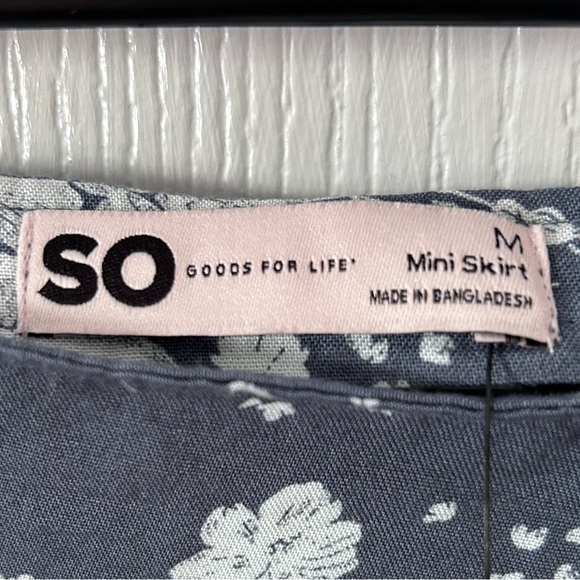 SO GOODS FOR LIFE®
M
Mini Skirt
MADE IN BANGLADESH